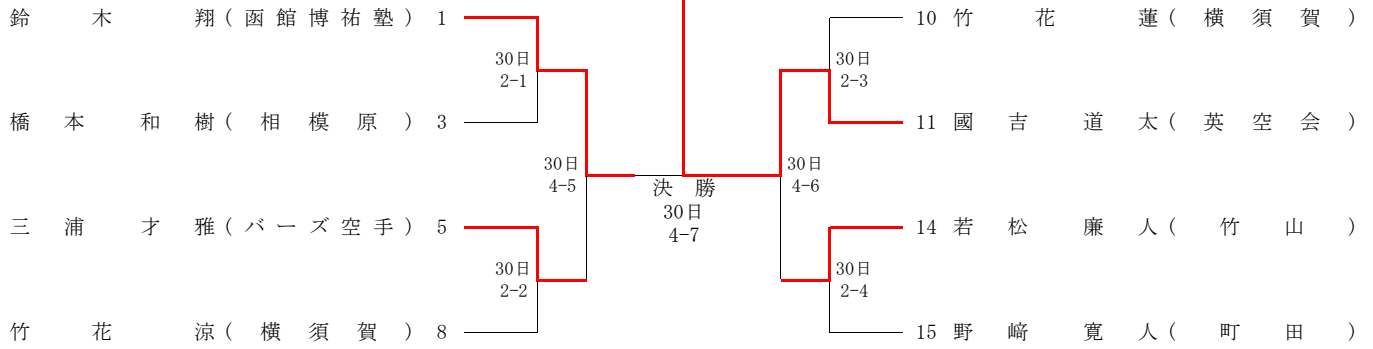 鈴木翔(函館博祐塾) 1
10 竹花蓮(横須賀)
30日
2-1
30日
2-3
橋本和樹(相模原) 3
11 國吉道太(英空会)
30日
4-5
30日
4-6
決勝
30日
4-7
三浦才雅(バーズ空手) 5
14 若松廉人(竹山)
30日
2-2
30日
2-4
竹花涼(横須賀) 8
15 野﨑寛人(町田)